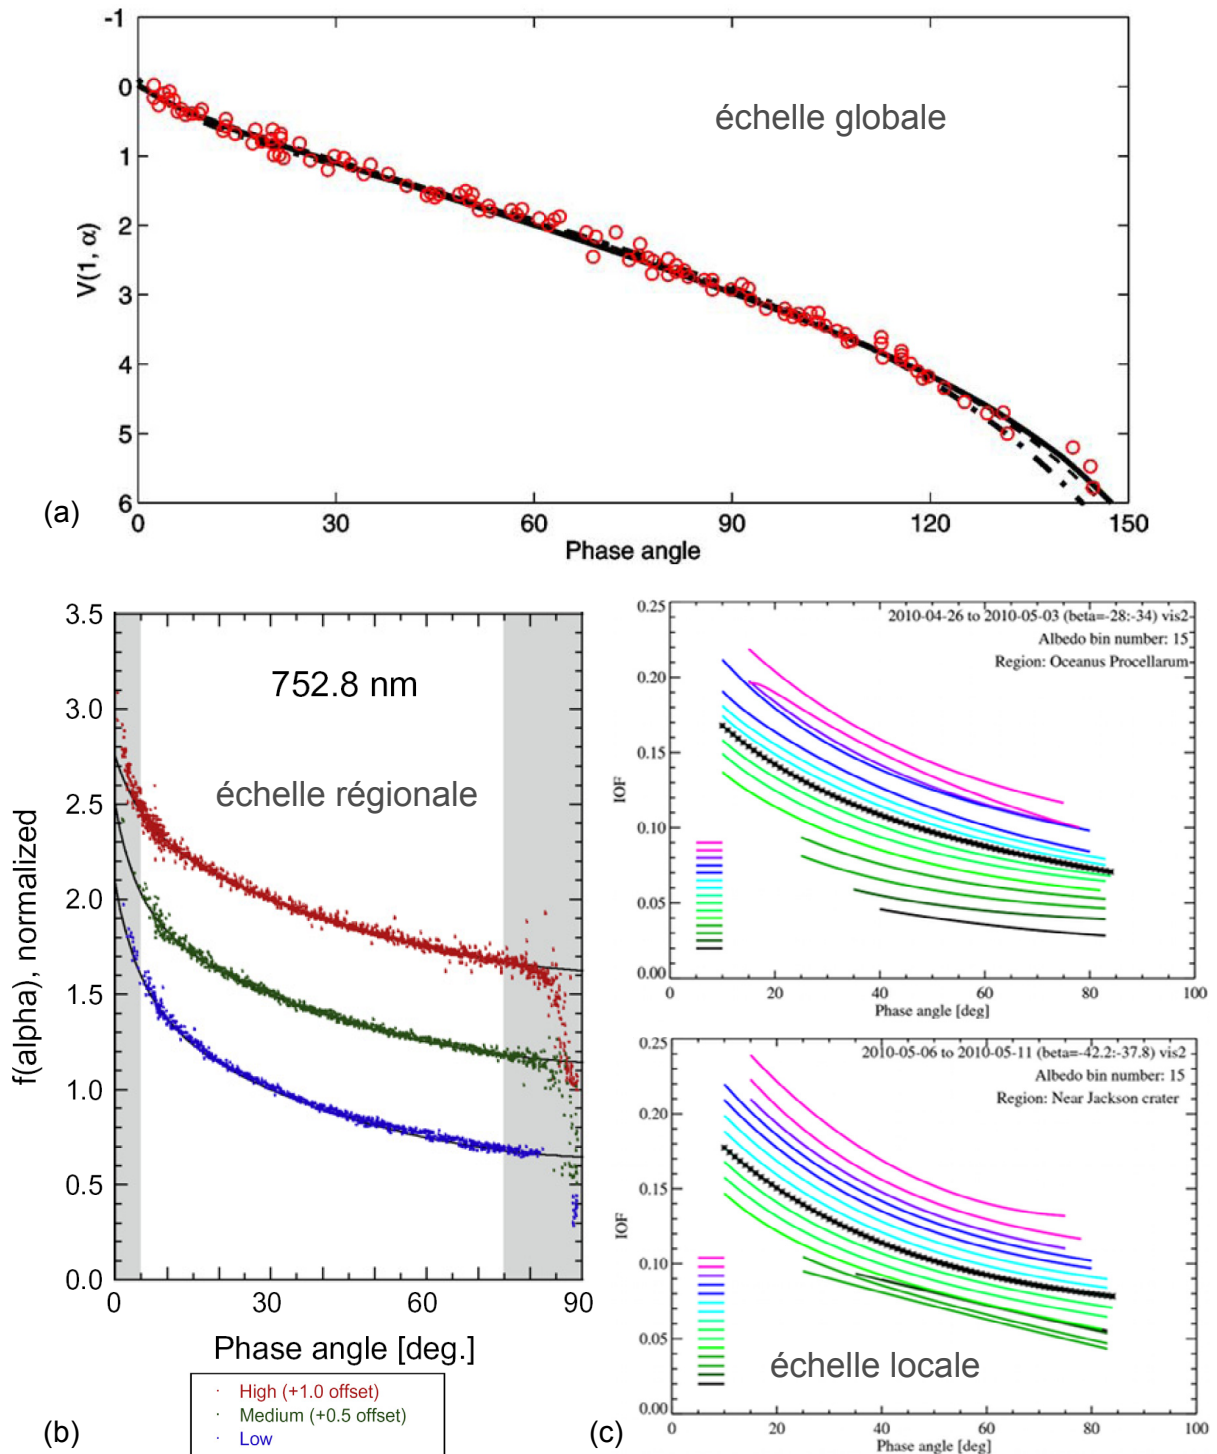 -1
0
1
2
3
4
5
6
V(1, α)
échelle globale
(a)
0
30
60
90
120
150
Phase angle
3.5
3.0
2.5
2.0
1.5
1.0
0.5
0.0
f(alpha), normalized
752.8 nm
échelle régionale
0
30
60
90
Phase angle [deg.]
High (+1.0 offset)
Medium (+0.5 offset)
Low
(b)
0.25
0.20
0.15
0.10
0.05
0.00
IOF
2010-04-26 to 2010-05-03 (beta=-28:-34) vis2
Albedo bin number: 15
Region: Oceanus Procellarum
0
20
40
60
80
100
Phase angle [deg]
0.25
0.20
0.15
0.10
0.05
0.00
IOF
2010-05-06 to 2010-05-11 (beta=-42.2:-37.8) vis2
Albedo bin number: 15
Region: Near Jackson crater
échelle locale
0
20
40
60
80
100
Phase angle [deg]
(c)